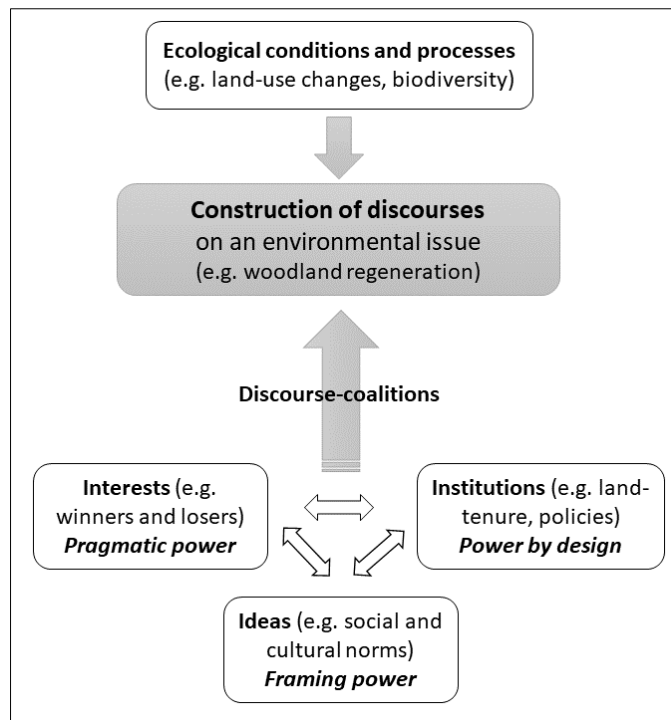 Ecological conditions and processes
(e.g. land-use changes, biodiversity)
Construction of discourses
on an environmental issue
(e.g. woodland regeneration)
Discourse-coalitions
Interests (e.g.
winners and losers)
Pragmatic power
Institutions (e.g. land-
tenure, policies)
Power by design
Ideas (e.g. social and
cultural norms)
Framing power